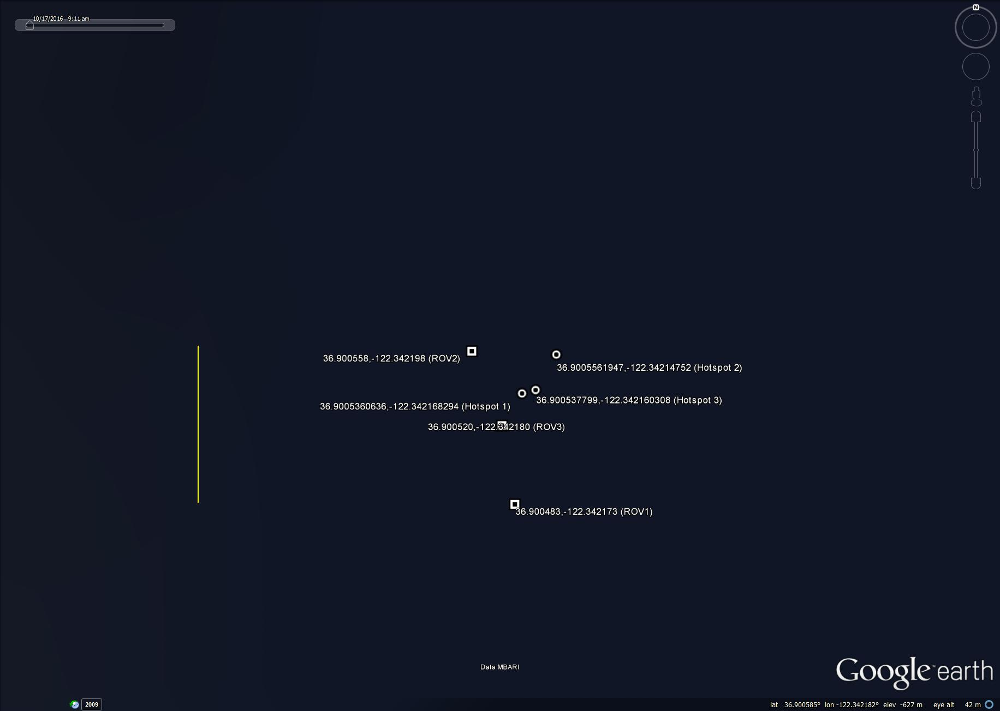 N
10/17/2016 9:11 am
36.900558,-122.342198 (ROV2)
36.9005561947,-122.34214752 (Hotspot 2)
36.900537799,-122.342160308 (Hotspot 3)
36.9005360636,-122.342168294 (Hotspot 1)
36.900520,-122.342180 (ROV3)
36.900483,-122.342173 (ROV1)
Data MBARI
Google™ earth
2009
lat 36.900585° lon -122.342182° elev -627 m eye alt 42 m